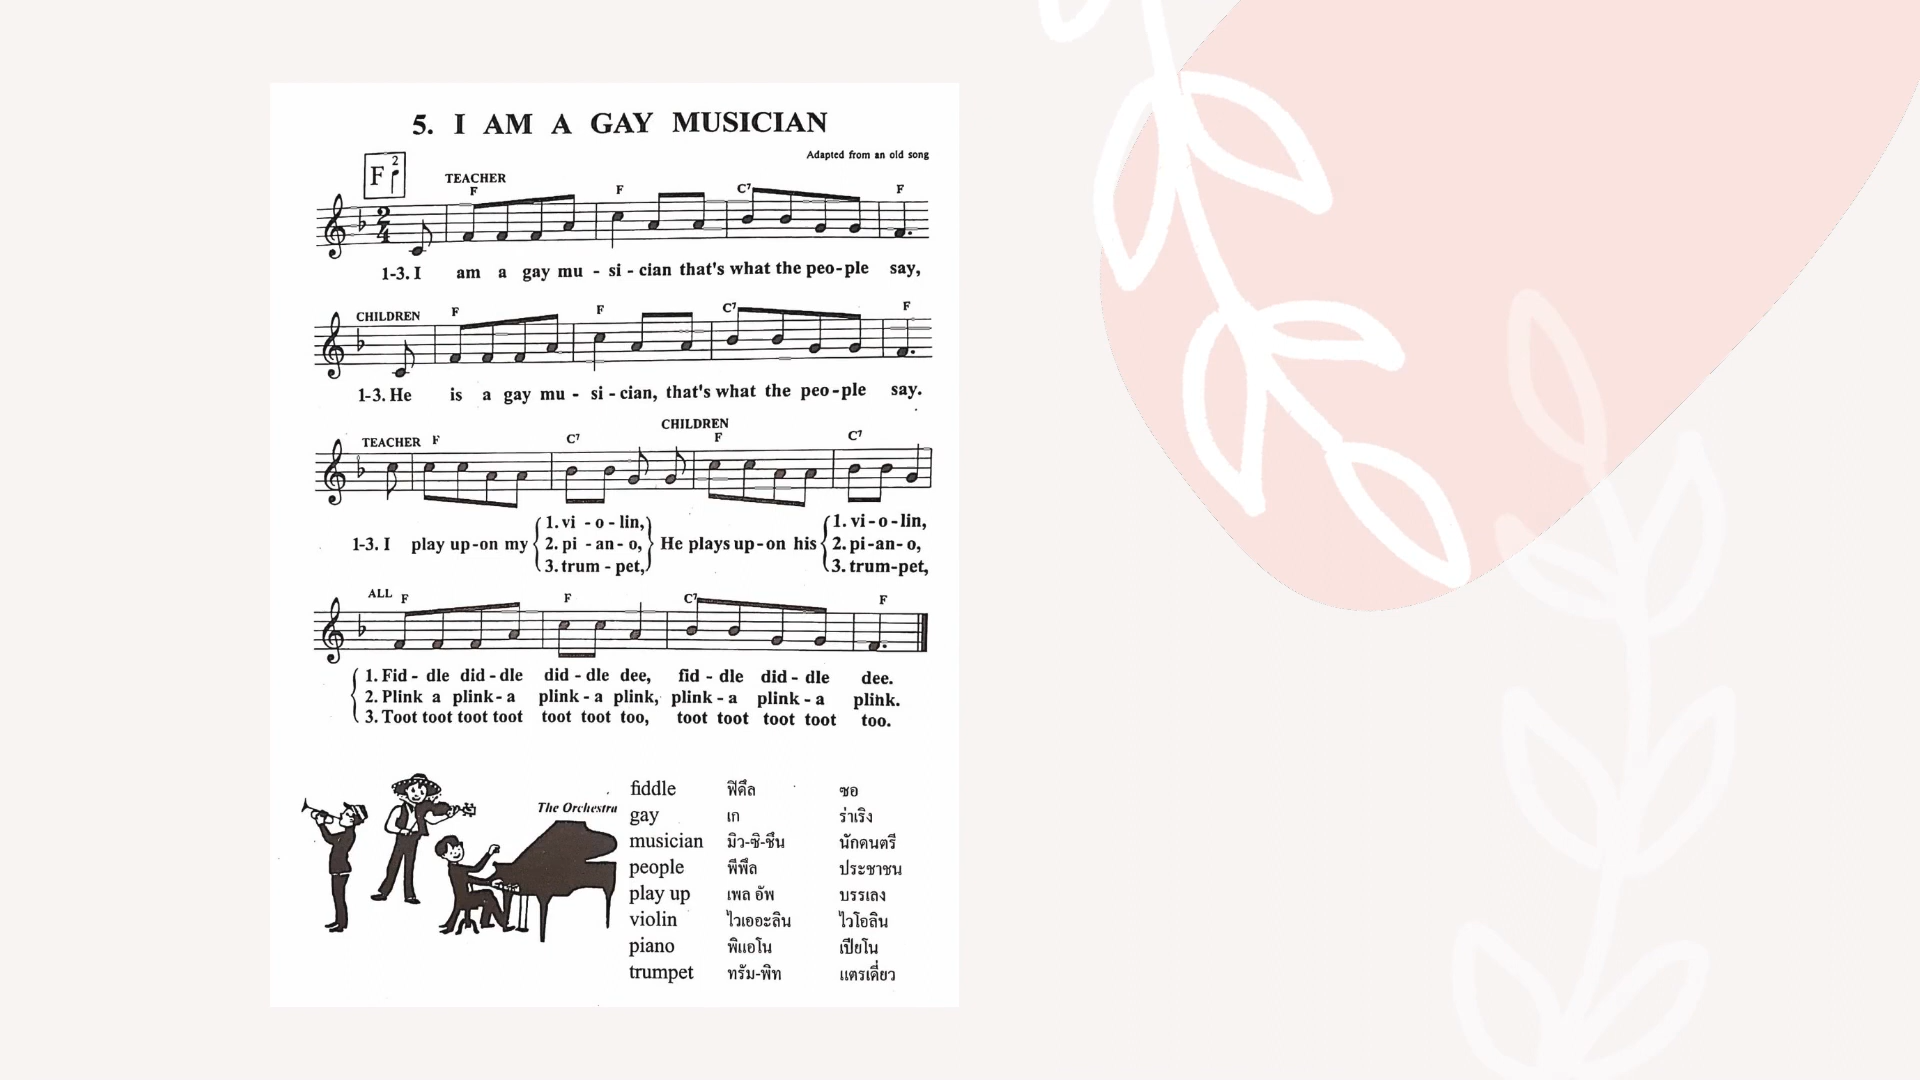 5. I AM A GAY MUSICIAN
Adapted from an old song
F 2
TEACHER
F F C7 F
2
4
1-3. I am a gay mu - si - cian that's what the peo-ple say,
CHILDREN F F C7 F
1-3. He is a gay mu - si - cian, that's what the peo-ple say.
CHILDREN
TEACHER F C7 F C7
1. vi - o - lin, 1. vi - o - lin,
1-3. I play up-on my 2. pi - an - o, He plays up-on his 2. pi-an- o,
3. trum - pet, 3. trum-pet,
ALL F F C7 F
1. Fid - dle did - dle did - dle dee, fid - dle did - dle dee.
2. Plink a plink - a plink - a plink, plink - a plink - a plink.
3. Toot toot toot toot toot toot too, toot toot toot toot too.
The Orchestra
fiddle ฟิดึล ซอ
gay เก ร่าเริง
musician มิว-ซิ-ชึน นักดนตรี
people พีพึล ประชาชน
play up เพล อัพ บรรเลง
violin ไวเออะลิน ไวโอลิน
piano พิแอโน เปียโน
trumpet ทรัม-พิท แตรเดี่ยว